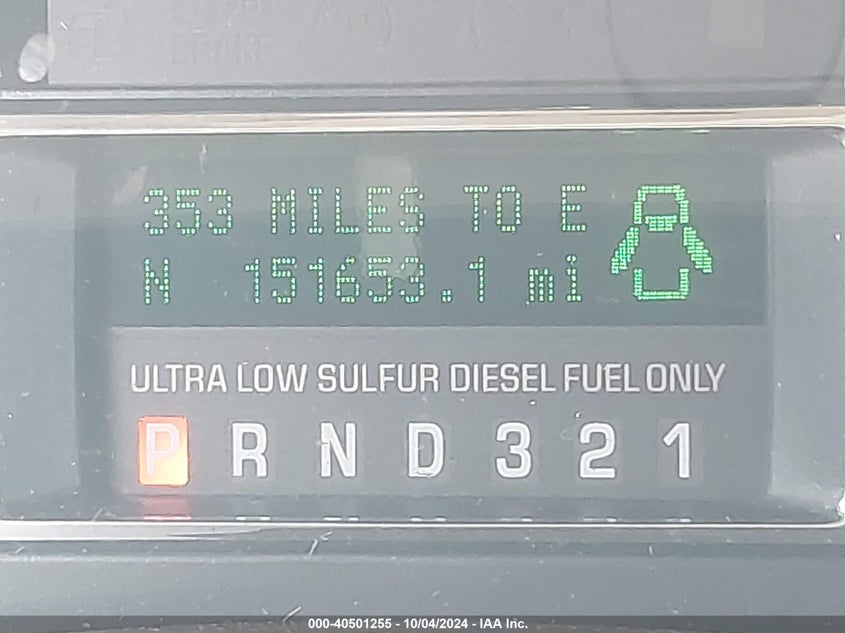 353 MILES TO E
N 151653.1 mi
ULTRA LOW SULFUR DIESEL FUEL ONLY
P R N D 3 2 1
000-40501255 - 10/04/2024 - IAA Inc.